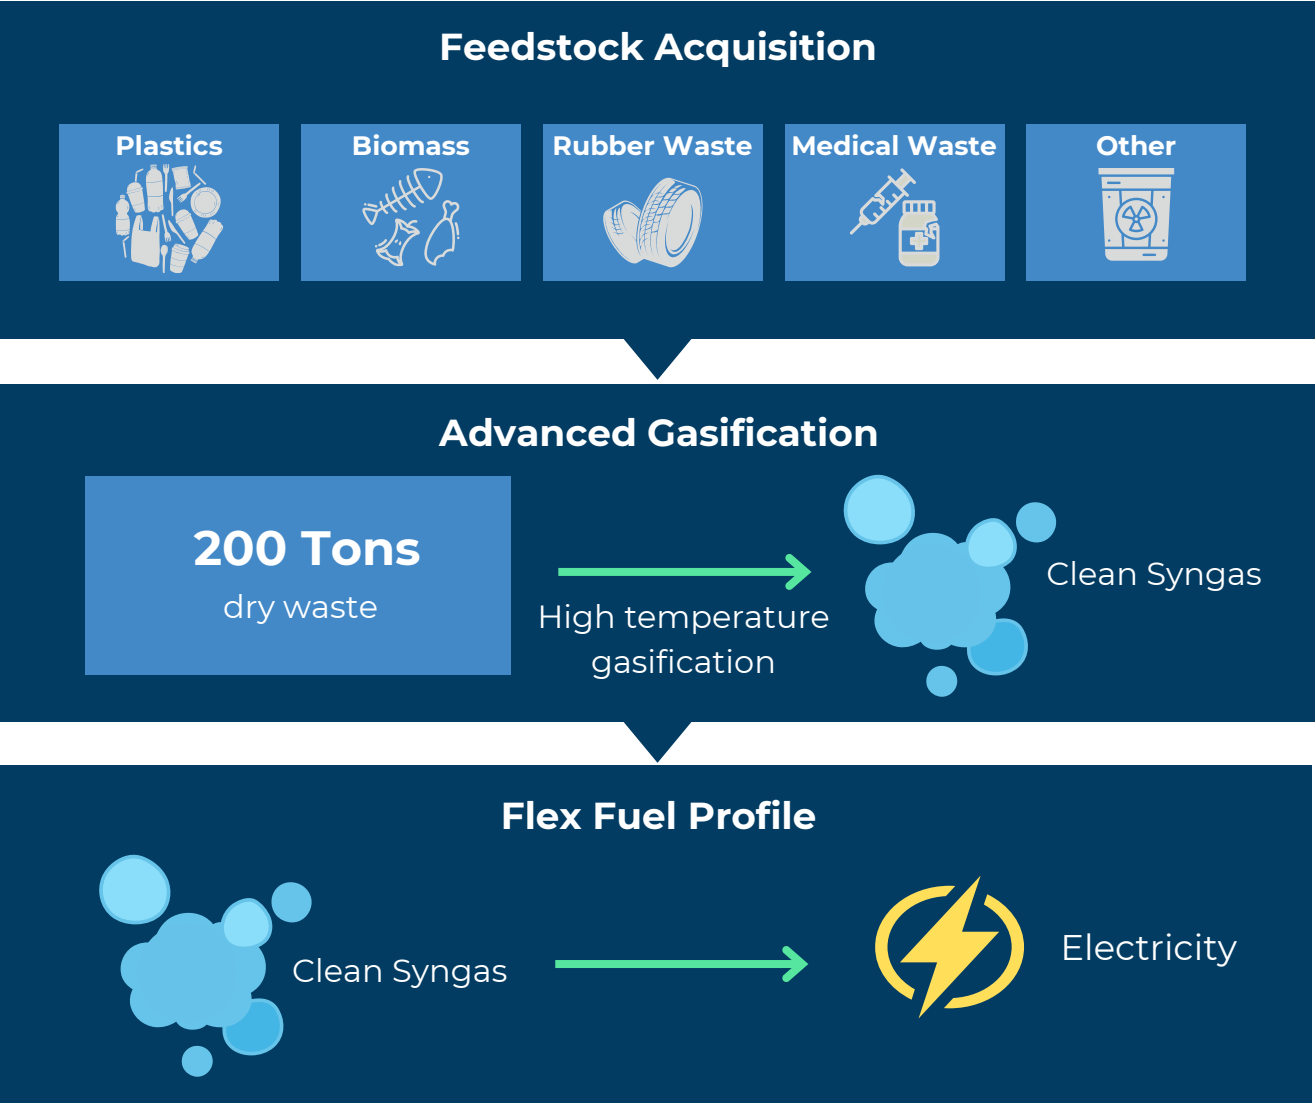 Feedstock Acquisition
Plastics
Biomass
Rubber Waste
Medical Waste
Other
Advanced Gasification
200 Tons
dry waste
High temperature
gasification
Clean Syngas
Flex Fuel Profile
Clean Syngas
Electricity